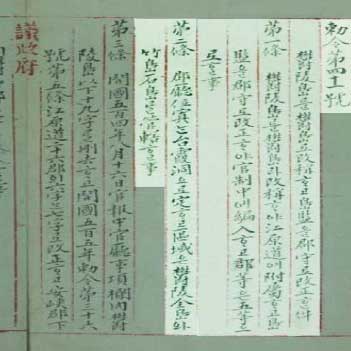 勅令第四十一號
鬱陵島를鬱島로改稱ᄒᆞ고島監을郡守로改正ᄒᆞᆫ件
第一條 鬱陵島를鬱島라改稱ᄒᆞ야江原道에附屬ᄒᆞ고島
監을郡守로改正ᄒᆞ야官制中에編入ᄒᆞ고郡等은五等으
로ᄒᆞᆯ事
第二條 郡廳位寘ᄂᆞᆫ台霞洞으로定ᄒᆞ고區域은鬱陵全島와
竹島石島ᄅᆞᆯ管轄ᄒᆞᆯ事
第三條 開國五百四年八月十六日官報中官廳事項欄內鬱
陵島以下十九字ᄅᆞᆯ刪去ᄒᆞ고開國五百五年勅令第三十六
號第五條江原道二十六郡의六字ᄂᆞᆫ七字로改正ᄒᆞ고安峽郡下
議政府